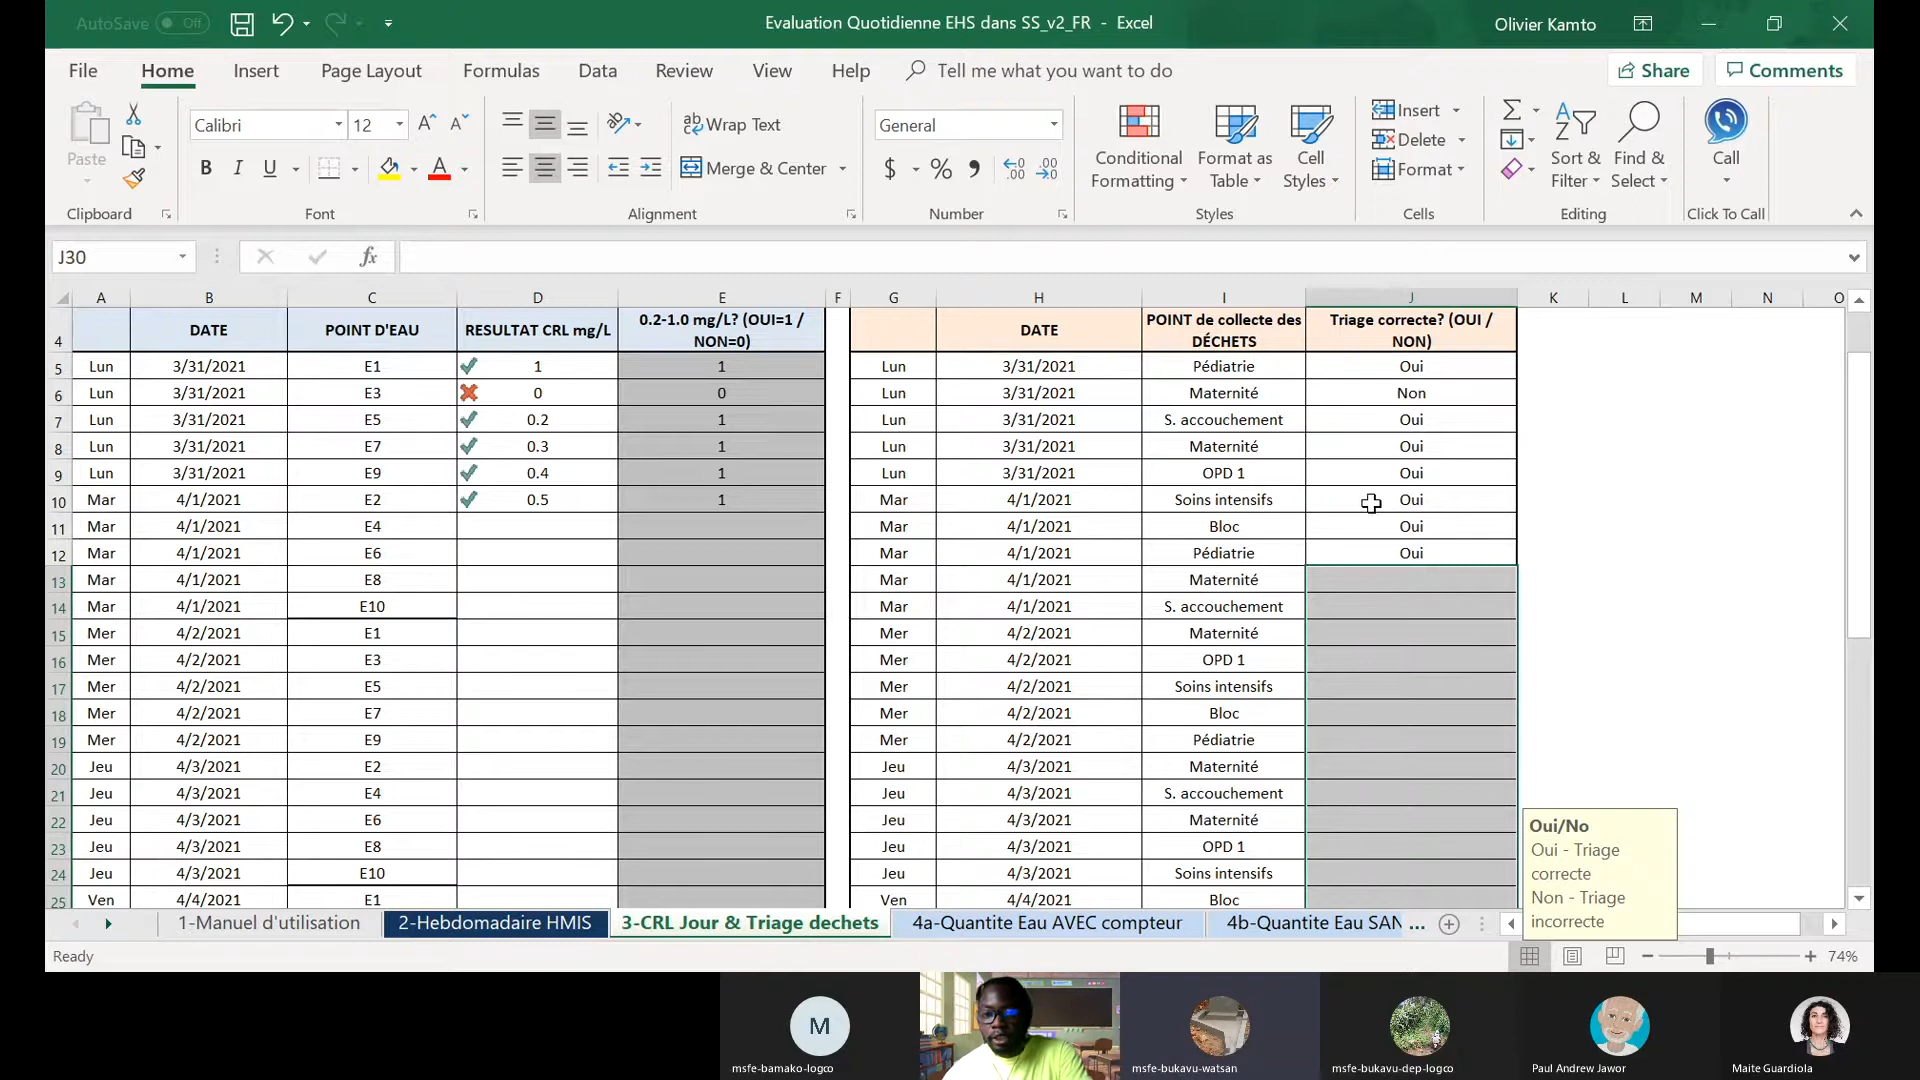 AutoSave Off
Evaluation Quotidienne EHS dans SS_v2_FR - Excel
Olivier Kamto
File Home Insert Page Layout Formulas Data Review View Help Tell me what you want to do
Share Comments
Paste
Clipboard
Calibri 12
B I U
Font
ab Wrap Text
Merge & Center
Alignment
General
$ % 9 .00 .00
Number
Conditional Formatting
Format as Table
Cell Styles
Styles
Insert
Delete
Format
Cells
Sort & Filter
Find & Select
Editing
Call
Click To Call
J30 fx
A B C D E F G H I J K L M N O
4 DATE POINT D'EAU RESULTAT CRL mg/L 0.2-1.0 mg/L? (OUI=1 / NON=0) DATE POINT de collecte des DÉCHETS Triage correcte? (OUI / NON)
5 Lun 3/31/2021 E1 1 1 Lun 3/31/2021 Pédiatrie Oui
6 Lun 3/31/2021 E3 0 0 Lun 3/31/2021 Maternité Non
7 Lun 3/31/2021 E5 0.2 1 Lun 3/31/2021 S. accouchement Oui
8 Lun 3/31/2021 E7 0.3 1 Lun 3/31/2021 Maternité Oui
9 Lun 3/31/2021 E9 0.4 1 Lun 3/31/2021 OPD 1 Oui
10 Mar 4/1/2021 E2 0.5 1 Mar 4/1/2021 Soins intensifs Oui
11 Mar 4/1/2021 E4 Mar 4/1/2021 Bloc Oui
12 Mar 4/1/2021 E6 Mar 4/1/2021 Pédiatrie Oui
13 Mar 4/1/2021 E8 Mar 4/1/2021 Maternité
14 Mar 4/1/2021 E10 Mar 4/1/2021 S. accouchement
15 Mer 4/2/2021 E1 Mer 4/2/2021 Maternité
16 Mer 4/2/2021 E3 Mer 4/2/2021 OPD 1
17 Mer 4/2/2021 E5 Mer 4/2/2021 Soins intensifs
18 Mer 4/2/2021 E7 Mer 4/2/2021 Bloc
19 Mer 4/2/2021 E9 Mer 4/2/2021 Pédiatrie
20 Jeu 4/3/2021 E2 Jeu 4/3/2021 Maternité
21 Jeu 4/3/2021 E4 Jeu 4/3/2021 S. accouchement
22 Jeu 4/3/2021 E6 Jeu 4/3/2021 Maternité
23 Jeu 4/3/2021 E8 Jeu 4/3/2021 OPD 1
24 Jeu 4/3/2021 E10 Jeu 4/3/2021 Soins intensifs
25 Ven 4/4/2021 E1 Ven 4/4/2021 Bloc
Oui/No
Oui - Triage
correcte
Non - Triage
incorrecte
1-Manuel d'utilisation 2-Hebdomadaire HMIS 3-CRL Jour & Triage dechets 4a-Quantite Eau AVEC compteur 4b-Quantite Eau SAN ...
Ready 74%
M
msfe-bamako-logco msfe-bukavu-watsan msfe-bukavu-dep-logco Paul Andrew Jawor Maite Guardiola